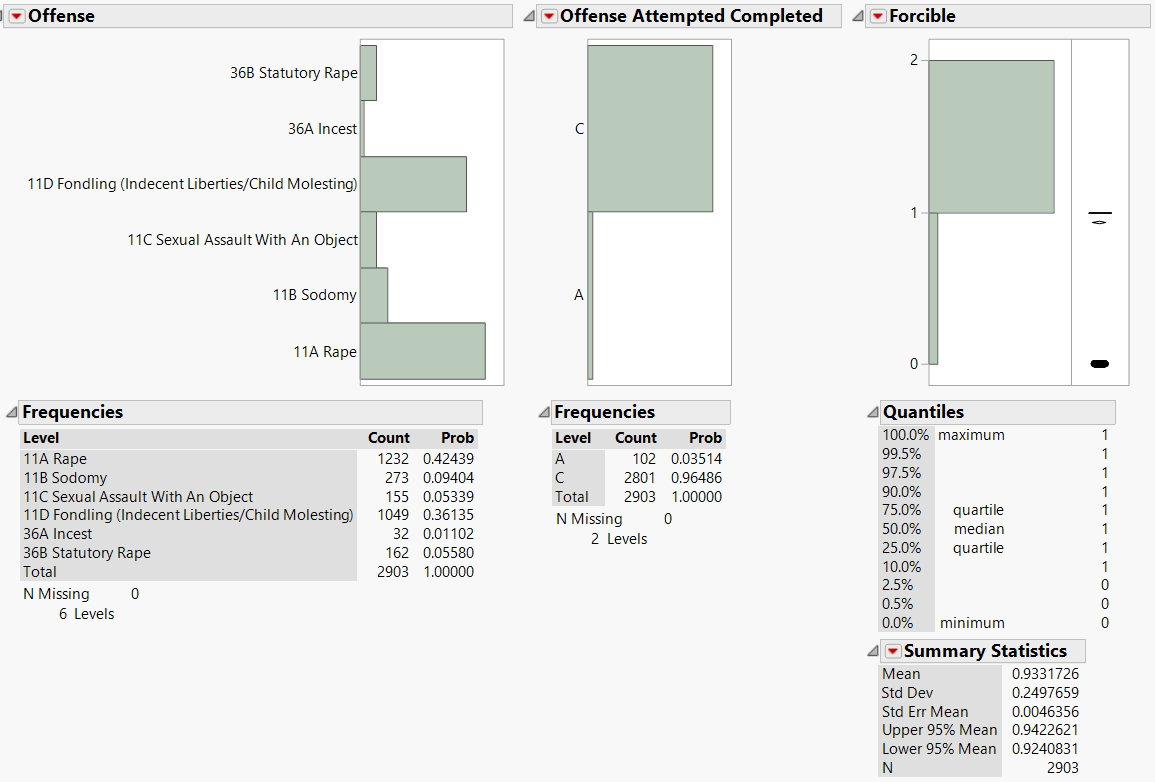 Offense
36B Statutory Rape
36A Incest
11D Fondling (Indecent Liberties/Child Molesting)
11C Sexual Assault With An Object
11B Sodomy
11A Rape
Frequencies
Level Count Prob
11A Rape 1232 0.42439
11B Sodomy 273 0.09404
11C Sexual Assault With An Object 155 0.05339
11D Fondling (Indecent Liberties/Child Molesting) 1049 0.36135
36A Incest 32 0.01102
36B Statutory Rape 162 0.05580
Total 2903 1.00000
N Missing 0
6 Levels
Offense Attempted Completed
C
A
Frequencies
Level Count Prob
A 102 0.03514
C 2801 0.96486
Total 2903 1.00000
N Missing 0
2 Levels
Forcible
2
1
0
Quantiles
100.0% maximum 1
99.5% 1
97.5% 1
90.0% 1
75.0% quartile 1
50.0% median 1
25.0% quartile 1
10.0% 1
2.5% 0
0.5% 0
0.0% minimum 0
Summary Statistics
Mean 0.9331726
Std Dev 0.2497659
Std Err Mean 0.0046356
Upper 95% Mean 0.9422621
Lower 95% Mean 0.9240831
N 2903